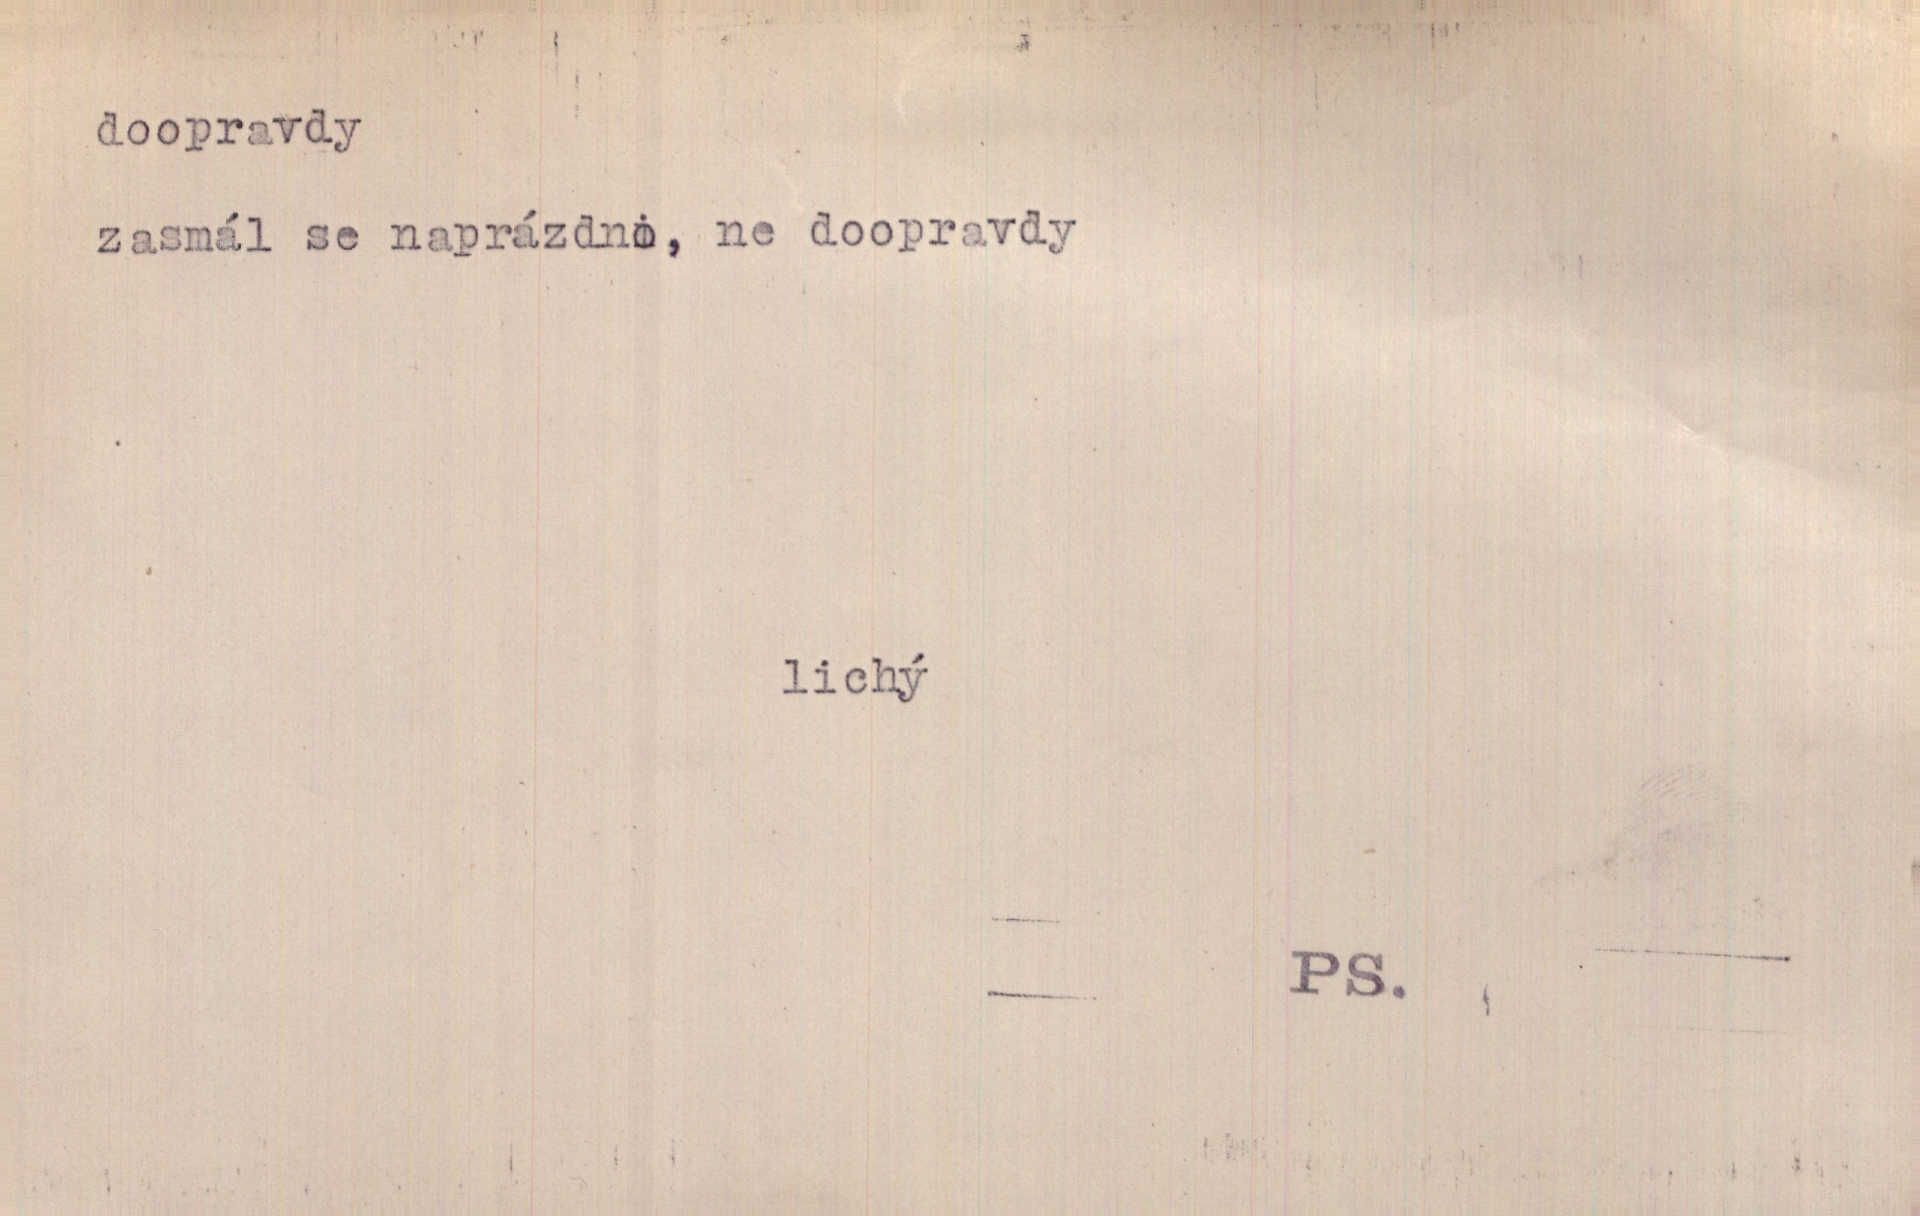 doopravdy
zasmál se naprázdno, ne doopravdy
lichý
PS.